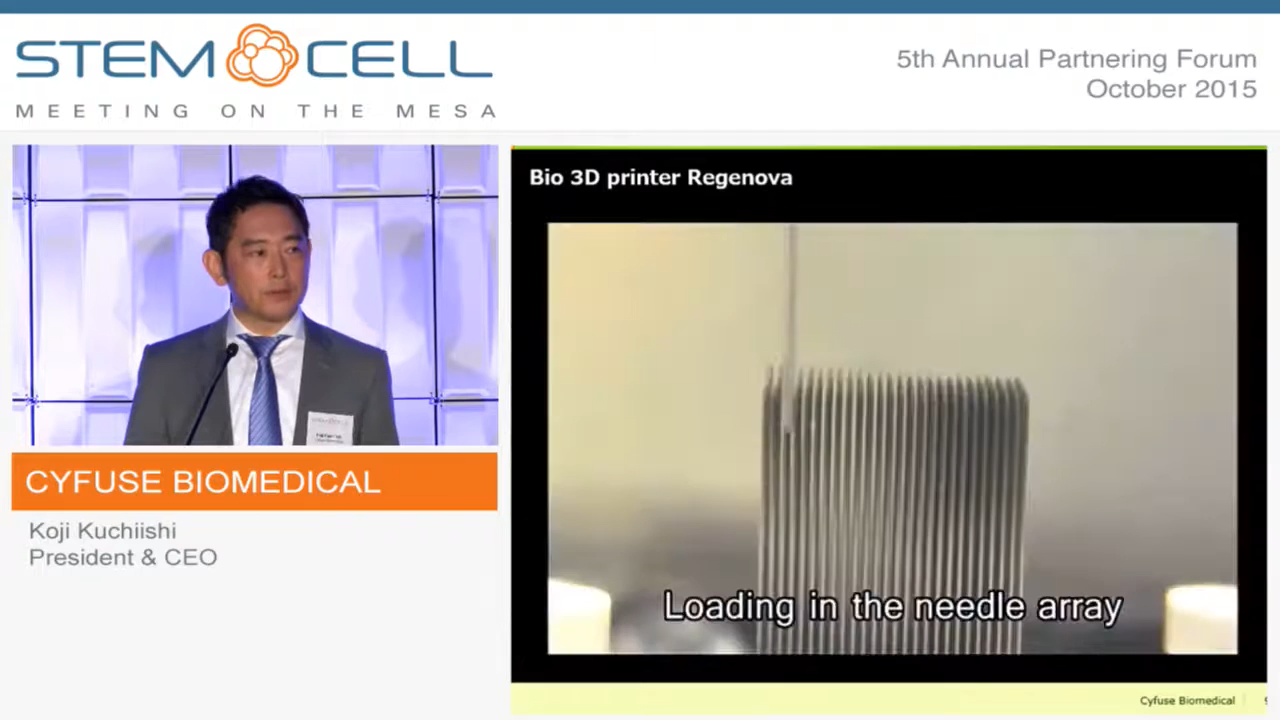 STEM CELL
MEETING ON THE MESA
5th Annual Partnering Forum
October 2015
Bio 3D printer Regenova
Loading in the needle array
CYFUSE BIOMEDICAL
Koji Kuchiishi
President & CEO
Cyfuse Biomedical